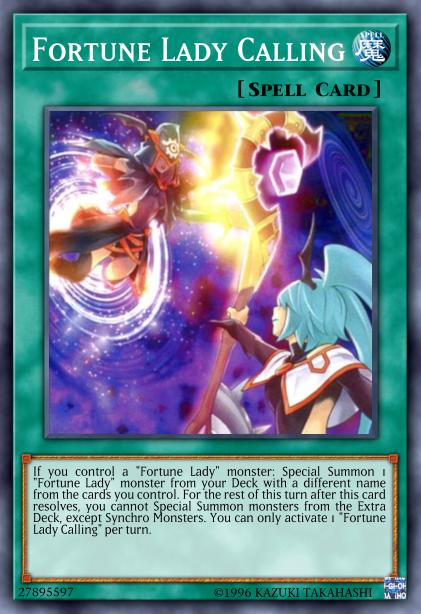 Fortune Lady Calling
SPELL
魔
[Spell Card]
If you control a "Fortune Lady" monster: Special Summon 1
"Fortune Lady" monster from your Deck with a different name
from the cards you control. For the rest of this turn after this card
resolves, you cannot Special Summon monsters from the Extra
Deck, except Synchro Monsters. You can only activate 1 "Fortune
Lady Calling" per turn.
27895597
©1996 KAZUKI TAKAHASHI